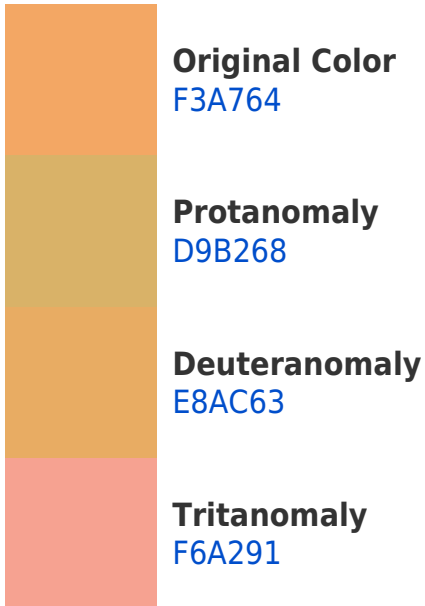 Original Color
F3A764
Protanomaly
D9B268
Deuteranomaly
E8AC63
Tritanomaly
F6A291